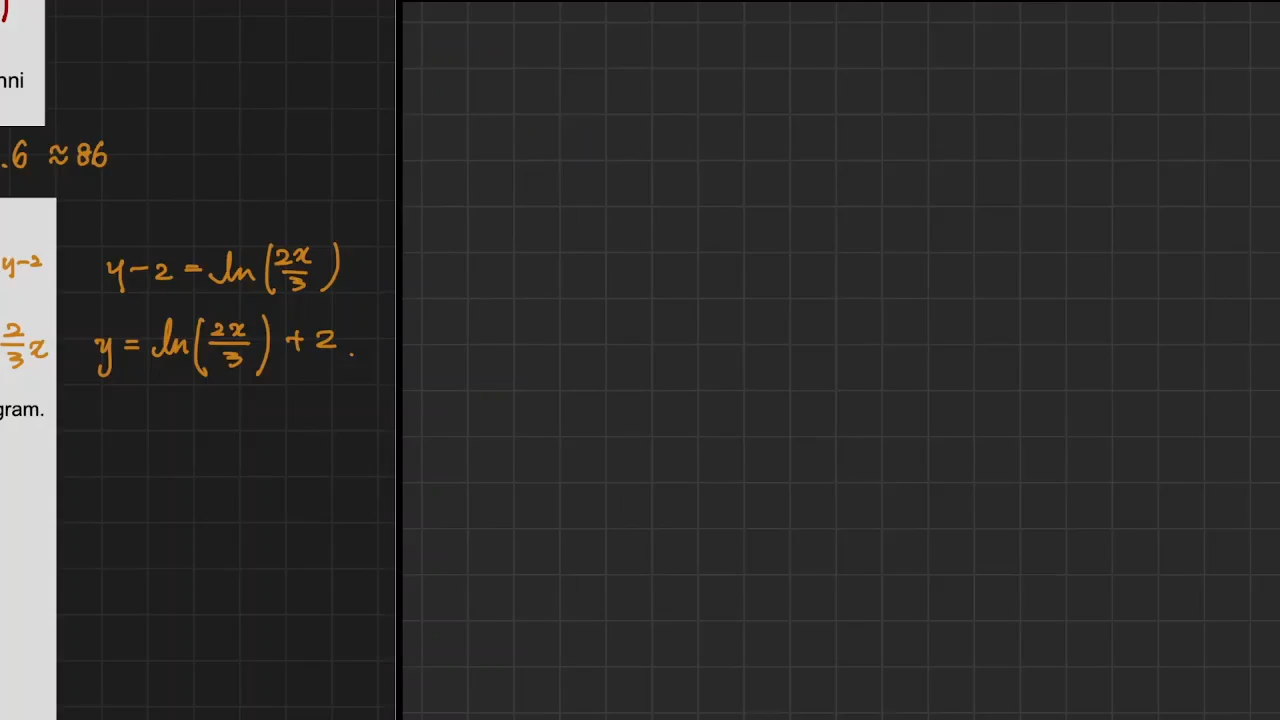 )
nni
.6 ≈ 86
y-2
y-2 = ln(2x/3)
2/3 x
y = ln(2x/3) + 2.
gram.